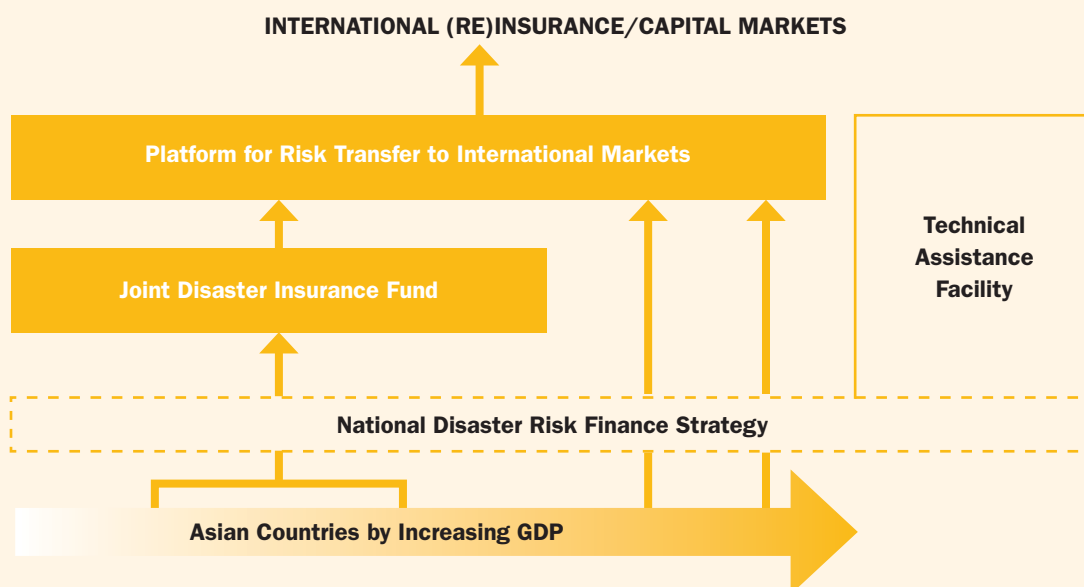 INTERNATIONAL (RE)INSURANCE/CAPITAL MARKETS
Platform for Risk Transfer to International Markets
Technical
Assistance
Facility
Joint Disaster Insurance Fund
National Disaster Risk Finance Strategy
Asian Countries by Increasing GDP